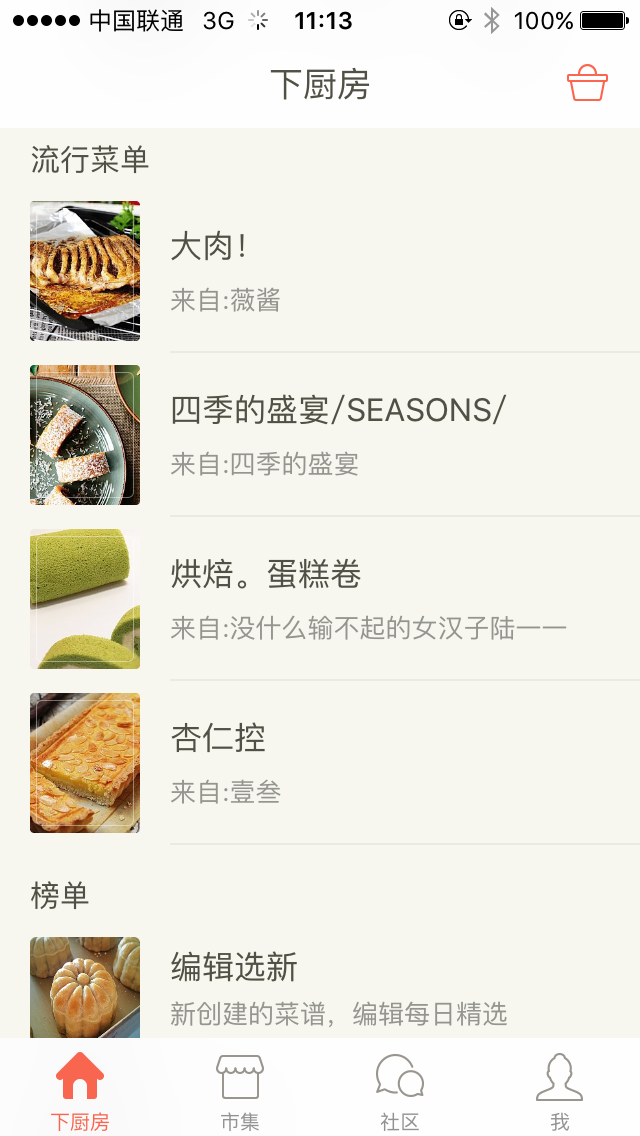 中国联通 3G 11:13 100%
下厨房
流行菜单
大肉！
来自:薇酱
四季的盛宴/SEASONS/
来自:四季的盛宴
烘焙。蛋糕卷
来自:没什么输不起的女汉子陆一一
杏仁控
来自:壹叁
榜单
编辑选新
新创建的菜谱，编辑每日精选
下厨房 市集 社区 我